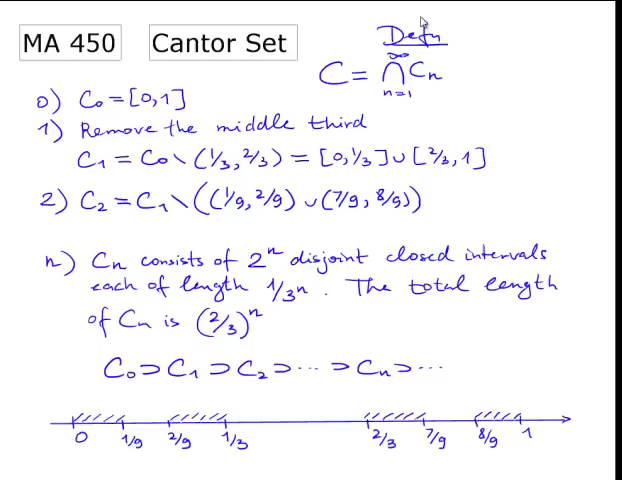 MA 450
Cantor Set
Defn
C = ⋂_{n=1}^{∞} Cn
0) C₀ = [0,1]
1) Remove the middle third
C₁ = C₀ \ (1/3, 2/3) = [0, 1/3] ∪ [2/3, 1]
2) C₂ = C₁ \ ((1/9, 2/9) ∪ (7/9, 8/9))
n) Cn consists of 2ⁿ disjoint closed intervals
each of length 1/3ⁿ. The total length
of Cn is (2/3)ⁿ
C₀ ⊃ C₁ ⊃ C₂ ⊃ ··· ⊃ Cn ⊃ ···
0 1/9 2/9 1/3 2/3 7/9 8/9 1